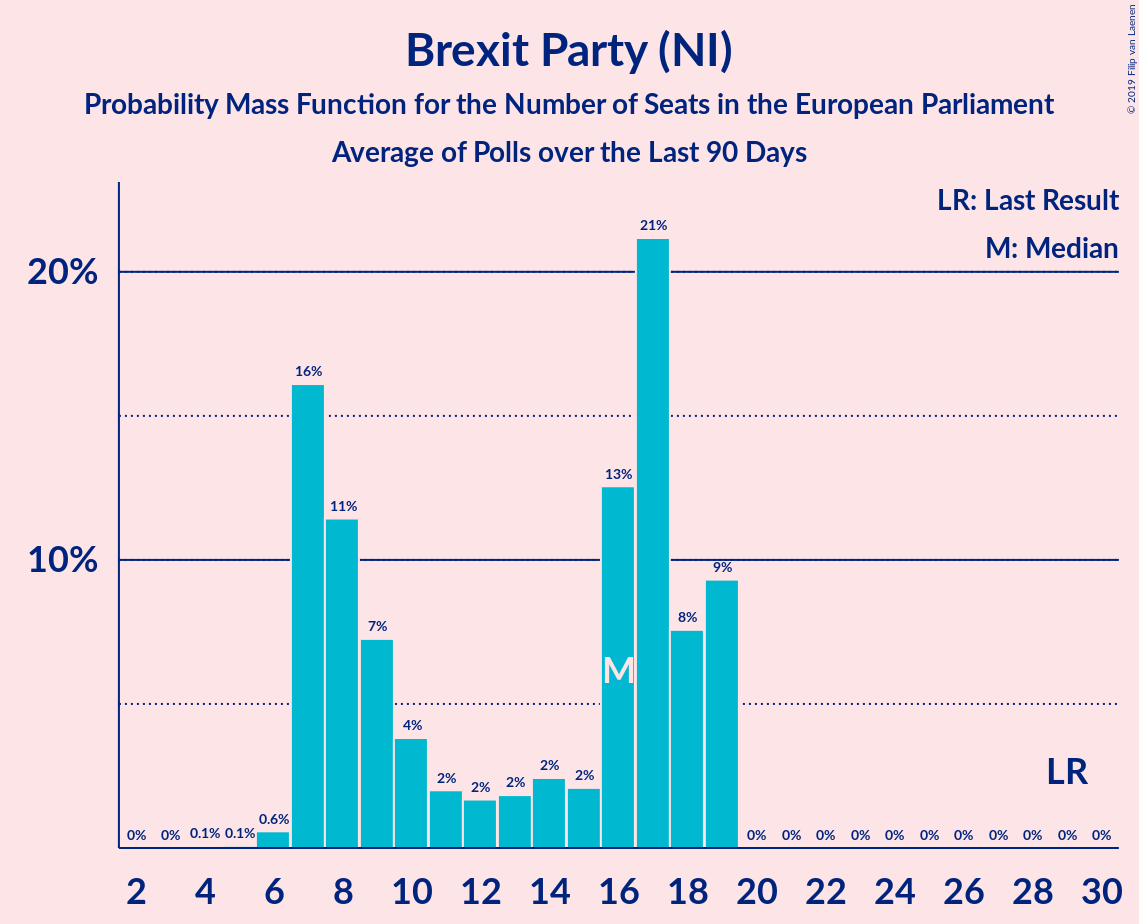 Brexit Party (NI)
Probability Mass Function for the Number of Seats in the European Parliament
Average of Polls over the Last 90 Days
© 2019 Filip van Laenen
LR: Last Result
M: Median
20%
10%
0% 0% 0.1% 0.1% 0.6% 16% 11% 7% 4% 2% 2% 2% 2% 2% 13% 21% 8% 9% 0% 0% 0% 0% 0% 0% 0% 0% 0% 0% 0%
M
LR
2 4 6 8 10 12 14 16 18 20 22 24 26 28 30